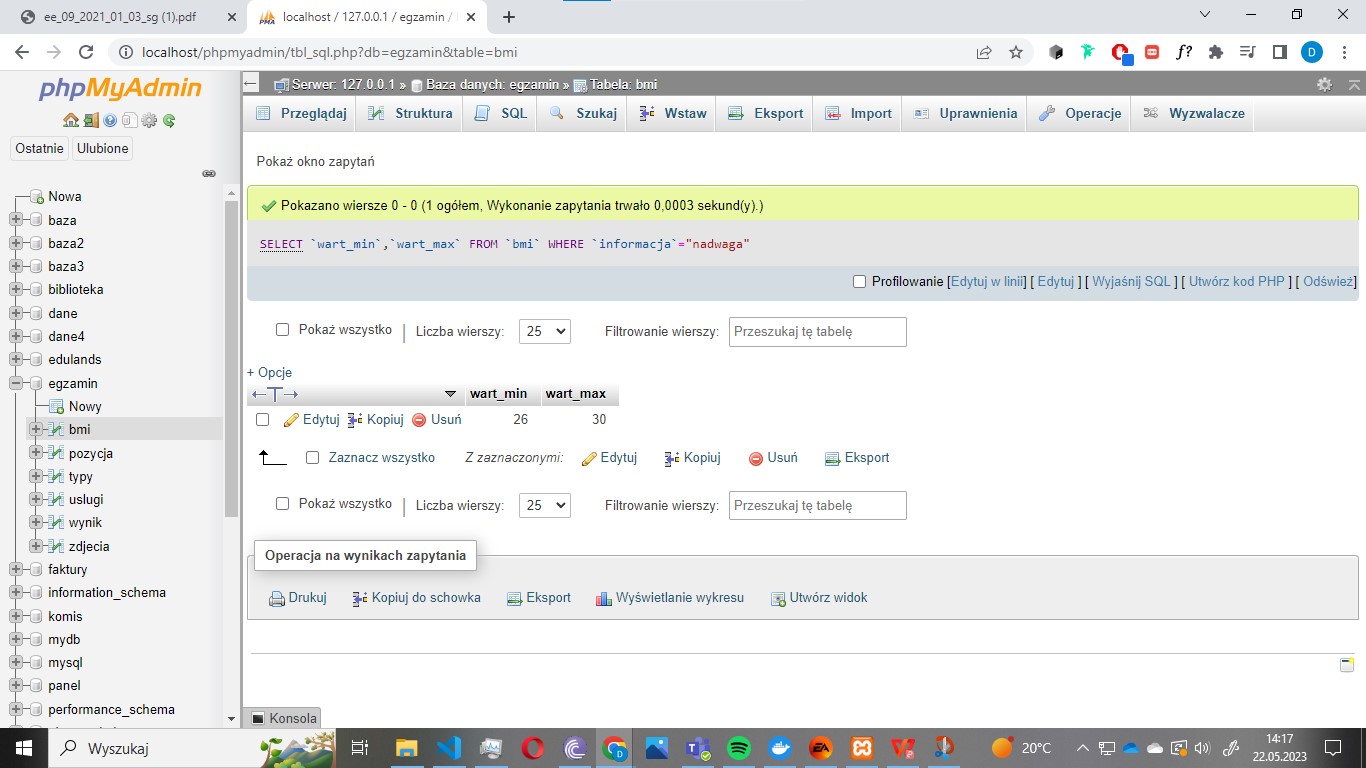 ee_09_2021_01_03_sg (1).pdf
localhost / 127.0.0.1 / egzamin /
localhost/phpmyadmin/tbl_sql.php?db=egzamin&table=bmi
f?
D
phpMyAdmin
Ostatnie
Ulubione
Nowa
baza
baza2
baza3
biblioteka
dane
dane4
edulands
egzamin
Nowy
bmi
pozycja
typy
uslugi
wynik
zdjecia
faktury
information_schema
komis
mydb
mysql
panel
performance_schema
Serwer: 127.0.0.1 » Baza danych: egzamin » Tabela: bmi
Przeglądaj Struktura SQL Szukaj Wstaw Eksport Import Uprawnienia Operacje Wyzwalacze
Pokaż okno zapytań
Pokazano wiersze 0 - 0 (1 ogółem, Wykonanie zapytania trwało 0,0003 sekund(y).)
SELECT `wart_min`,`wart_max` FROM `bmi` WHERE `informacja`="nadwaga"
Profilowanie [Edytuj w linii] [ Edytuj ] [ Wyjaśnij SQL ] [ Utwórz kod PHP ] [ Odśwież]
Pokaż wszystko | Liczba wierszy: 25 Filtrowanie wierszy: Przeszukaj tę tabelę
+ Opcje
←T→ wart_min wart_max
Edytuj Kopiuj Usuń 26 30
Zaznacz wszystko Z zaznaczonymi: Edytuj Kopiuj Usuń Eksport
Pokaż wszystko | Liczba wierszy: 25 Filtrowanie wierszy: Przeszukaj tę tabelę
Operacja na wynikach zapytania
Drukuj Kopiuj do schowka Eksport Wyświetlanie wykresu Utwórz widok
Konsola
Wyszukaj
20°C
14:17
22.05.2023